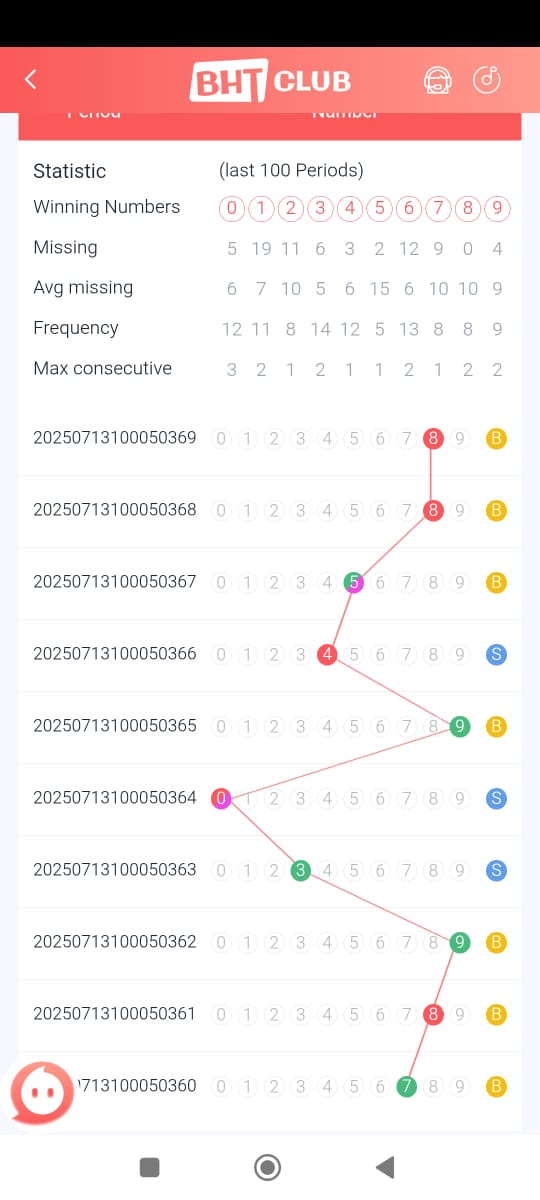 BHT CLUB
Period Number
Statistic (last 100 Periods)
Winning Numbers 0 1 2 3 4 5 6 7 8 9
Missing 5 19 11 6 3 2 12 9 0 4
Avg missing 6 7 10 5 6 15 6 10 10 9
Frequency 12 11 8 14 12 5 13 8 8 9
Max consecutive 3 2 1 2 1 1 2 1 2 2
20250713100050369 0 1 2 3 4 5 6 7 8 9 B
20250713100050368 0 1 2 3 4 5 6 7 8 9 B
20250713100050367 0 1 2 3 4 5 6 7 8 9 B
20250713100050366 0 1 2 3 4 5 6 7 8 9 S
20250713100050365 0 1 2 3 4 5 6 7 8 9 B
20250713100050364 0 1 2 3 4 5 6 7 8 9 S
20250713100050363 0 1 2 3 4 5 6 7 8 9 S
20250713100050362 0 1 2 3 4 5 6 7 8 9 B
20250713100050361 0 1 2 3 4 5 6 7 8 9 B
713100050360 0 1 2 3 4 5 6 7 8 9 B